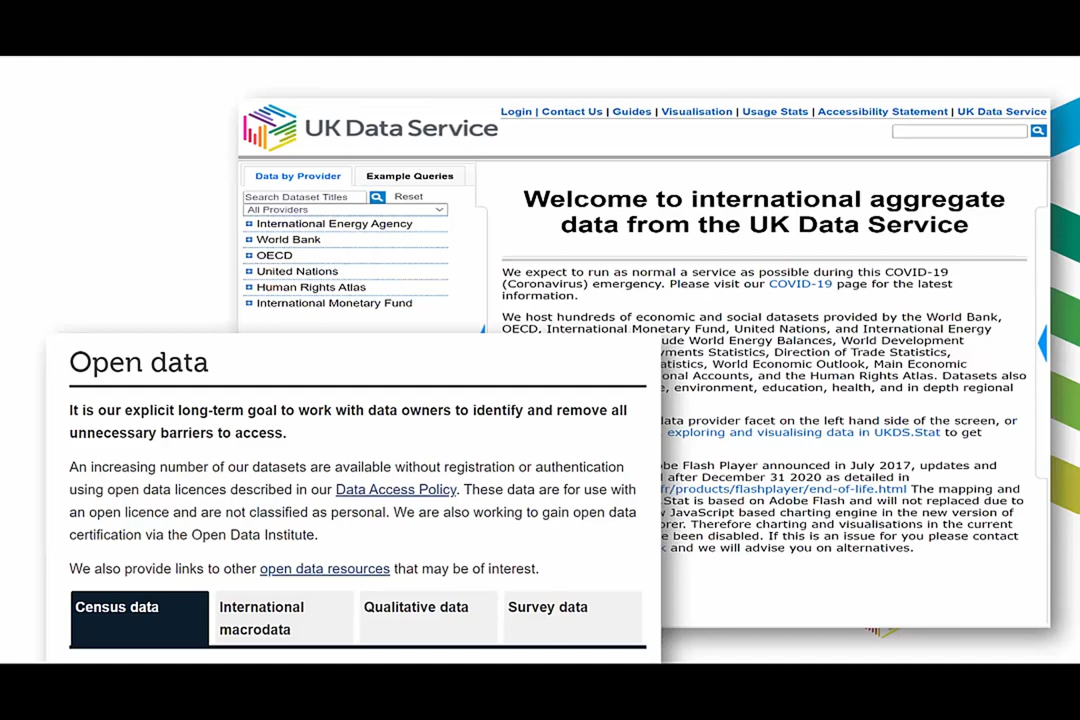 Login | Contact Us | Guides | Visualisation | Usage Stats | Accessibility Statement | UK Data Service
UK Data Service
Data by Provider
Example Queries
Search Dataset Titles
Reset
All Providers
International Energy Agency
World Bank
OECD
United Nations
Human Rights Atlas
International Monetary Fund
Welcome to international aggregate
data from the UK Data Service
We expect to run as normal a service as possible during this COVID-19
(Coronavirus) emergency. Please visit our COVID-19 page for the latest
information.
We host hundreds of economic and social datasets provided by the World Bank,
OECD, International Monetary Fund, United Nations, and International Energy
ude World Energy Balances, World Development
yments Statistics, Direction of Trade Statistics,
atistics, World Economic Outlook, Main Economic
onal Accounts, and the Human Rights Atlas. Datasets also
e, environment, education, health, and in depth regional
data provider facet on the left hand side of the screen, or
exploring and visualising data in UKDS.Stat to get
be Flash Player announced in July 2017, updates and
d after December 31 2020 as detailed in
fr/products/flashplayer/end-of-life.html The mapping and
Stat is based on Adobe Flash and will not replaced due to
w JavaScript based charting engine in the new version of
orer. Therefore charting and visualisations in the current
e been disabled. If this is an issue for you please contact
k and we will advise you on alternatives.
Open data
It is our explicit long-term goal to work with data owners to identify and remove all
unnecessary barriers to access.
An increasing number of our datasets are available without registration or authentication
using open data licences described in our Data Access Policy. These data are for use with
an open licence and are not classified as personal. We are also working to gain open data
certification via the Open Data Institute.
We also provide links to other open data resources that may be of interest.
Census data
International
macrodata
Qualitative data
Survey data